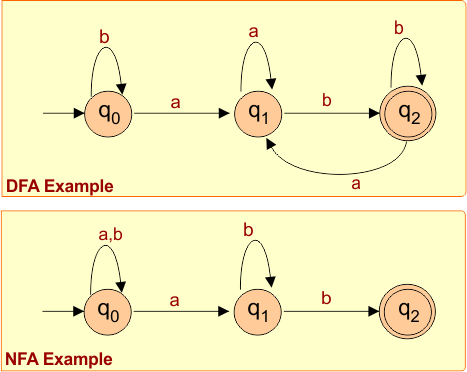 b a b
q0 a q1 b q2
a
DFA Example
a,b b
q0 a q1 b q2
NFA Example